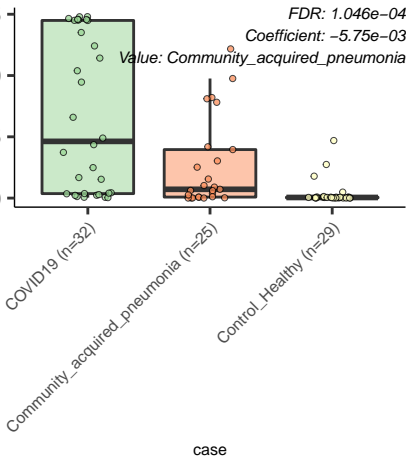 FDR: 1.046e−04
Coefficient: −5.75e−03
Value: Community_acquired_pneumonia
COVID19 (n=32)
Community_acquired_pneumonia (n=25)
Control_Healthy (n=29)
case